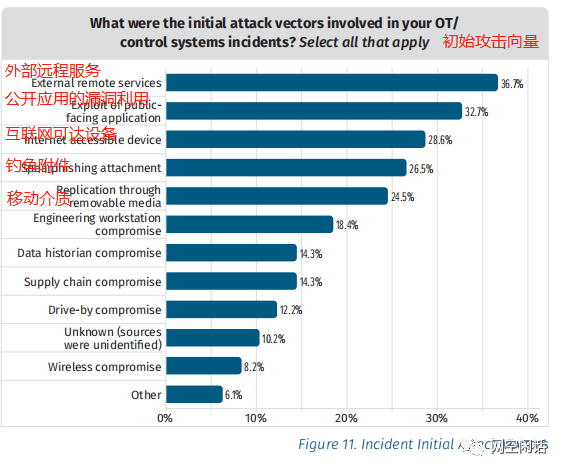 What were the initial attack vectors involved in your OT/
control systems incidents? Select all that apply 初始攻击向量
外部远程服务
External remote services 36.7%
公开应用的漏洞利用
Exploit of public-
facing application 32.7%
互联网可达设备
Internet accessible device 28.6%
钓鱼附件
Spearphishing attachment 26.5%
移动介质
Replication through
removable media 24.5%
Engineering workstation
compromise 18.4%
Data historian compromise 14.3%
Supply chain compromise 14.3%
Drive-by compromise 12.2%
Unknown (sources
were unidentified) 10.2%
Wireless compromise 8.2%
Other 6.1%
0% 10% 20% 30% 40%
Figure 11. Incident Initial
网空闲话